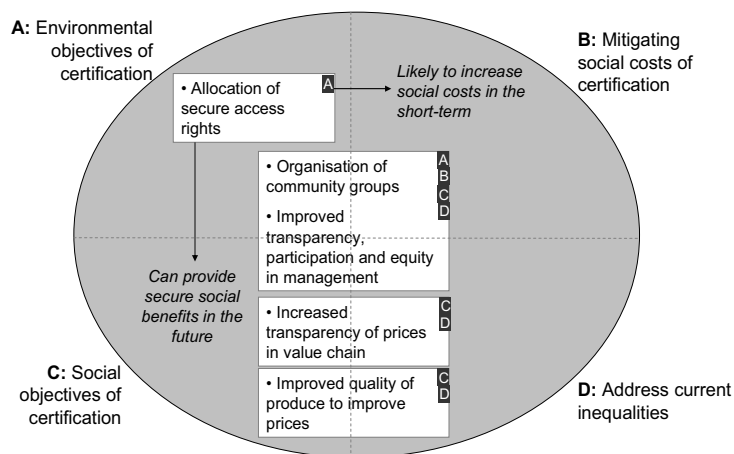 A: Environmental
objectives of
certification
B: Mitigating
social costs of
certification
• Allocation of
secure access
rights
A
Likely to increase
social costs in the
short-term
• Organisation of
community groups
• Improved
transparency,
participation and equity
in management
A
B
C
D
Can provide
secure social
benefits in the
future
• Increased
transparency of prices
in value chain
C
D
• Improved quality of
produce to improve
prices
C
D
C: Social
objectives of
certification
D: Address current
inequalities